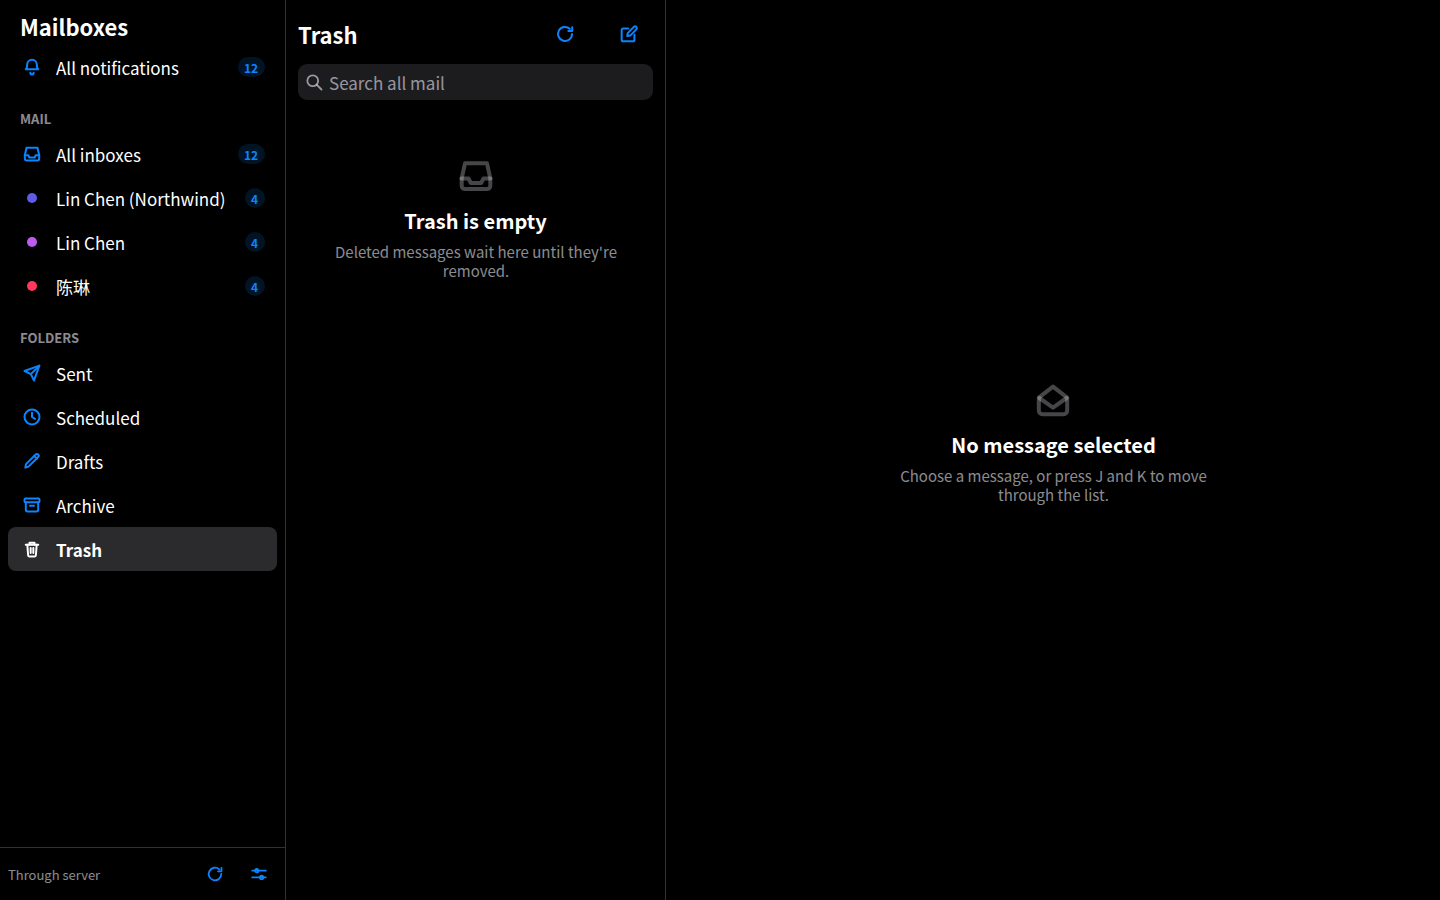 Mailboxes
All notifications 12
MAIL
All inboxes 12
Lin Chen (Northwind) 4
Lin Chen 4
陈琳 4
FOLDERS
Sent
Scheduled
Drafts
Archive
Trash
Through server
Trash
Search all mail
Trash is empty
Deleted messages wait here until they're
removed.
No message selected
Choose a message, or press J and K to move
through the list.